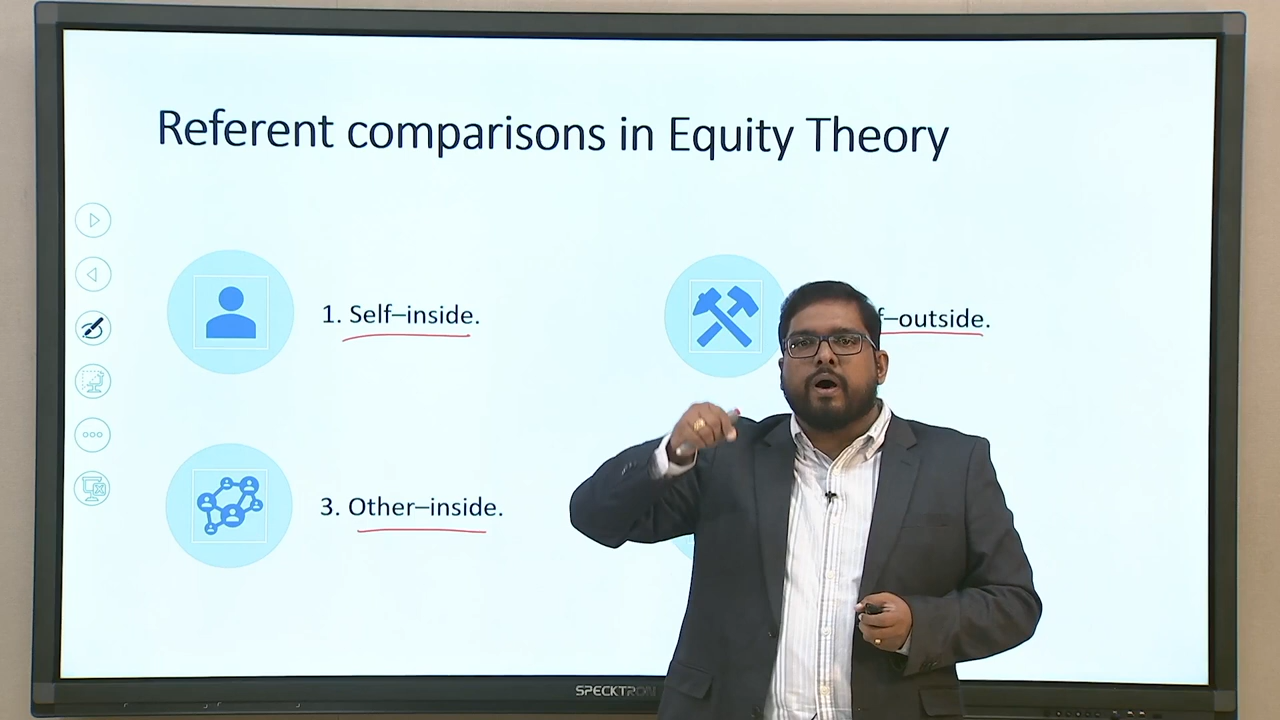 Referent comparisons in Equity Theory
1. Self–inside.
f–outside.
3. Other–inside.
SPECKTRON